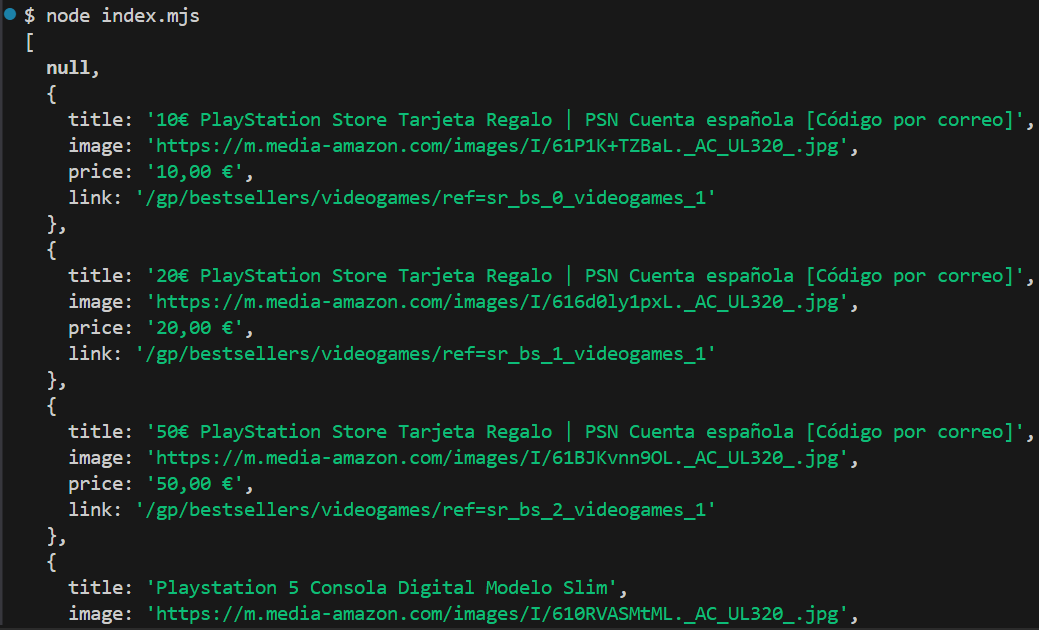 $ node index.mjs
[
null,
{
title: '10€ PlayStation Store Tarjeta Regalo | PSN Cuenta española [Código por correo]',
image: 'https://m.media-amazon.com/images/I/61P1K+TZBaL._AC_UL320_.jpg',
price: '10,00 €',
link: '/gp/bestsellers/videogames/ref=sr_bs_0_videogames_1'
},
{
title: '20€ PlayStation Store Tarjeta Regalo | PSN Cuenta española [Código por correo]',
image: 'https://m.media-amazon.com/images/I/616d0ly1pxL._AC_UL320_.jpg',
price: '20,00 €',
link: '/gp/bestsellers/videogames/ref=sr_bs_1_videogames_1'
},
{
title: '50€ PlayStation Store Tarjeta Regalo | PSN Cuenta española [Código por correo]',
image: 'https://m.media-amazon.com/images/I/61BJKvnn9OL._AC_UL320_.jpg',
price: '50,00 €',
link: '/gp/bestsellers/videogames/ref=sr_bs_2_videogames_1'
},
{
title: 'Playstation 5 Consola Digital Modelo Slim',
image: 'https://m.media-amazon.com/images/I/610RVASMtML._AC_UL320_.jpg',